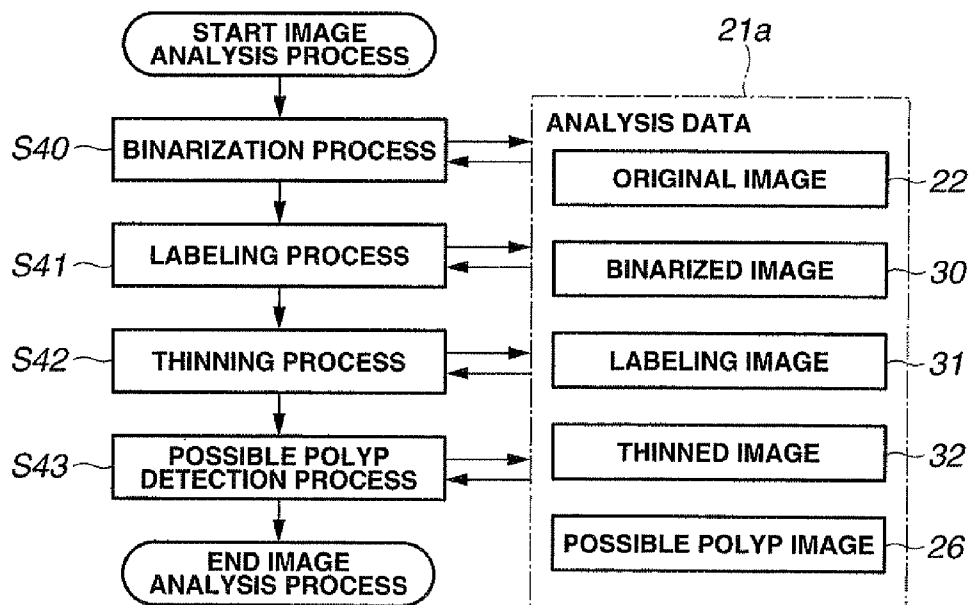 START IMAGE
ANALYSIS PROCESS
21a
S40
BINARIZATION PROCESS
S41
LABELING PROCESS
S42
THINNING PROCESS
S43
POSSIBLE POLYP
DETECTION PROCESS
END IMAGE
ANALYSIS PROCESS
ANALYSIS DATA
ORIGINAL IMAGE
22
BINARIZED IMAGE
30
LABELING IMAGE
31
THINNED IMAGE
32
POSSIBLE POLYP IMAGE
26